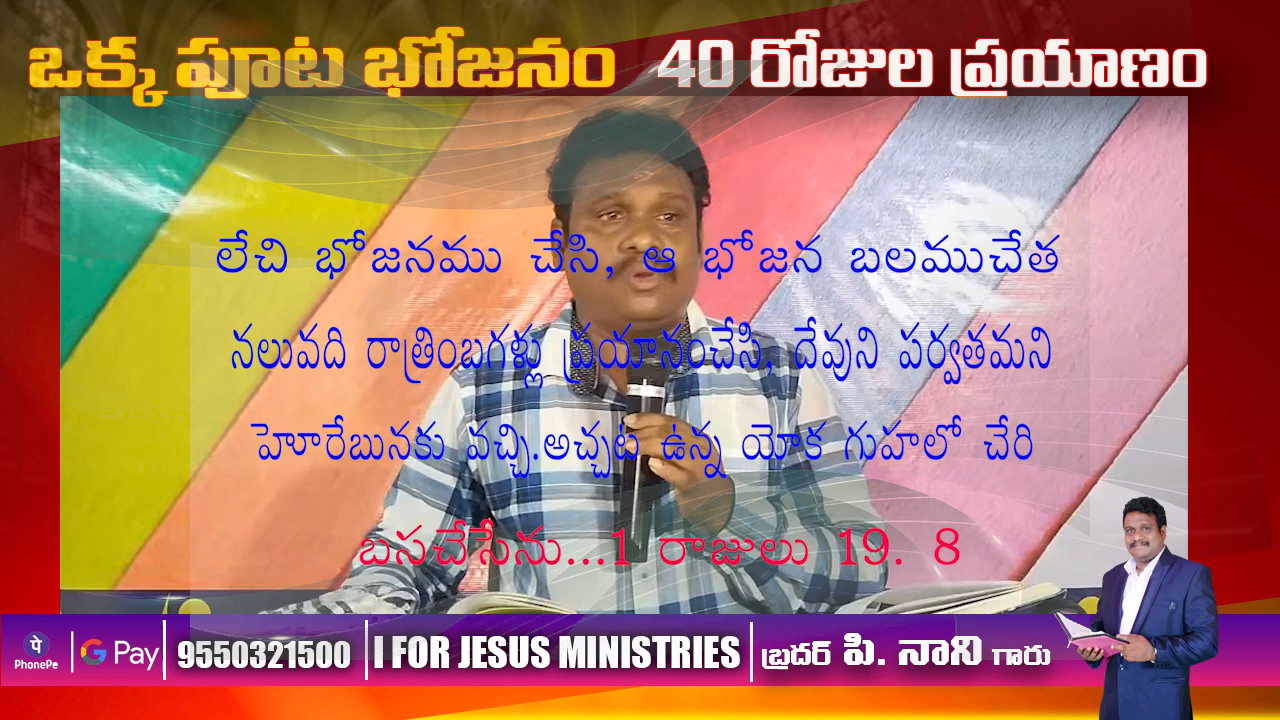 ఒక్క పూట భోజనం 40 రోజుల ప్రయాణం
లేచి భోజనము చేసి, ఆ భోజన బలముచేత
నలువది రాత్రింబగళ్లు ప్రయానంచేసి, దేవుని పర్వతమని
హెూరేబునకు వచ్చి.అచ్చట ఉన్న యోక గుహలో చేరి
బసచేసేను...1 రాజులు 19. 8
पे PhonePe G Pay 9550321500 I FOR JESUS MINISTRIES బ్రదర్ పి. నాని గారు